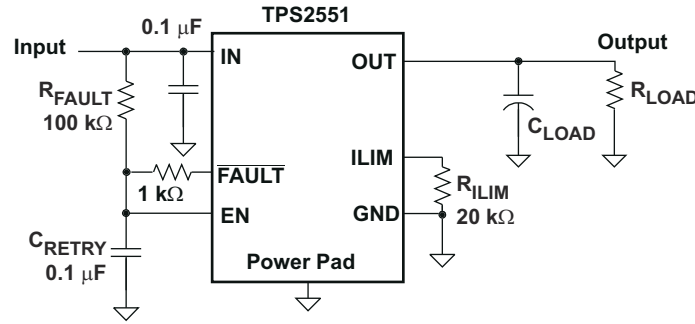 TPS2551
Input
0.1 μF
IN
OUT
Output
R_FAULT
100 kΩ
R_LOAD
C_LOAD
FAULT
1 kΩ
ILIM
R_ILIM
20 kΩ
EN
GND
C_RETRY
0.1 μF
Power Pad